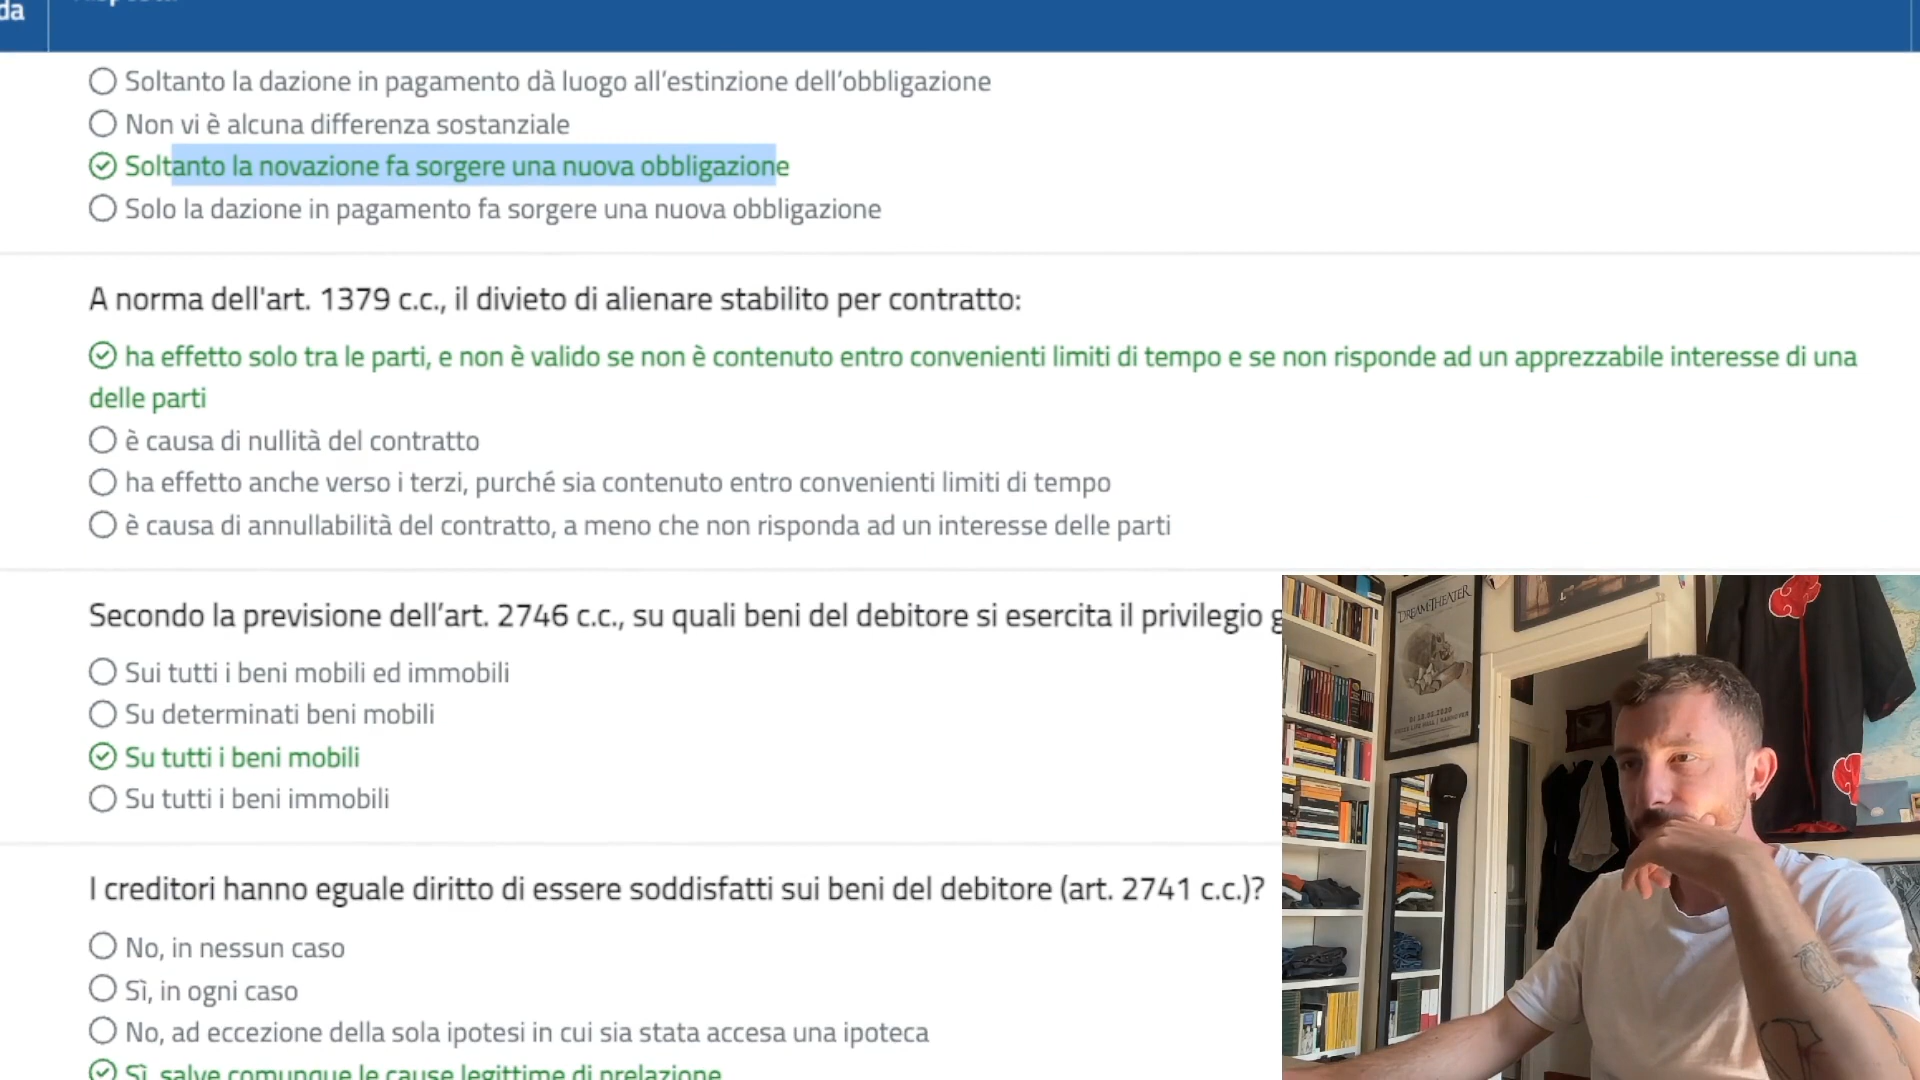 da
Soltanto la dazione in pagamento dà luogo all’estinzione dell’obbligazione
Non vi è alcuna differenza sostanziale
Soltanto la novazione fa sorgere una nuova obbligazione
Solo la dazione in pagamento fa sorgere una nuova obbligazione
A norma dell'art. 1379 c.c., il divieto di alienare stabilito per contratto:
ha effetto solo tra le parti, e non è valido se non è contenuto entro convenienti limiti di tempo e se non risponde ad un apprezzabile interesse di una
delle parti
è causa di nullità del contratto
ha effetto anche verso i terzi, purché sia contenuto entro convenienti limiti di tempo
è causa di annullabilità del contratto, a meno che non risponda ad un interesse delle parti
Secondo la previsione dell’art. 2746 c.c., su quali beni del debitore si esercita il privilegio g
Sui tutti i beni mobili ed immobili
Su determinati beni mobili
Su tutti i beni mobili
Su tutti i beni immobili
I creditori hanno eguale diritto di essere soddisfatti sui beni del debitore (art. 2741 c.c.)?
No, in nessun caso
Sì, in ogni caso
No, ad eccezione della sola ipotesi in cui sia stata accesa una ipoteca
Sì, salve comunque le cause legittime di prelazione
DREAM THEATER